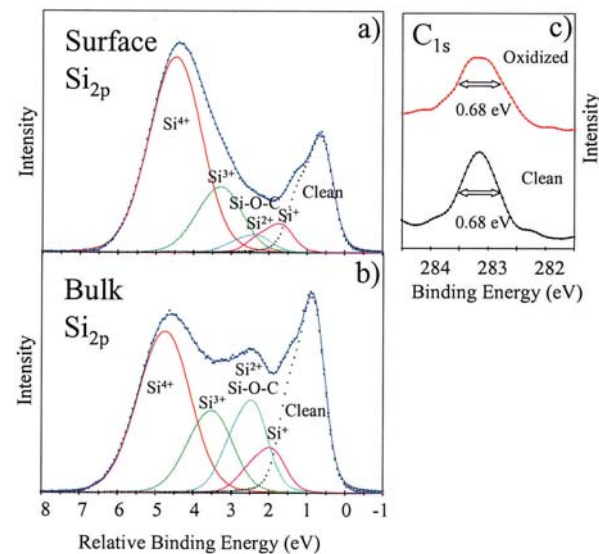 Surface
Si2p
a)
Si4+
Si3+
Si-O-C
Si2+
Si+
Clean
Intensity
Bulk
Si2p
b)
Si4+
Si3+
Si2+
Si-O-C
Si+
Clean
Intensity
8 7 6 5 4 3 2 1 0 -1
Relative Binding Energy (eV)
C1s
c)
Oxidized
0.68 eV
Clean
0.68 eV
Intensity
284 283 282
Binding Energy (eV)